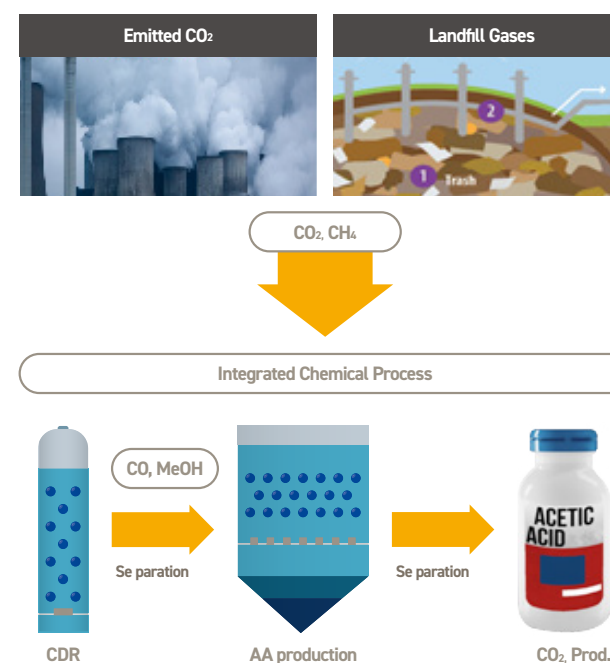 Emitted CO₂
Landfill Gases
2
1
Trash
CO₂, CH₄
Integrated Chemical Process
CO, MeOH
ACETIC
ACID
Se paration
Se paration
CDR
AA production
CO₂, Prod.